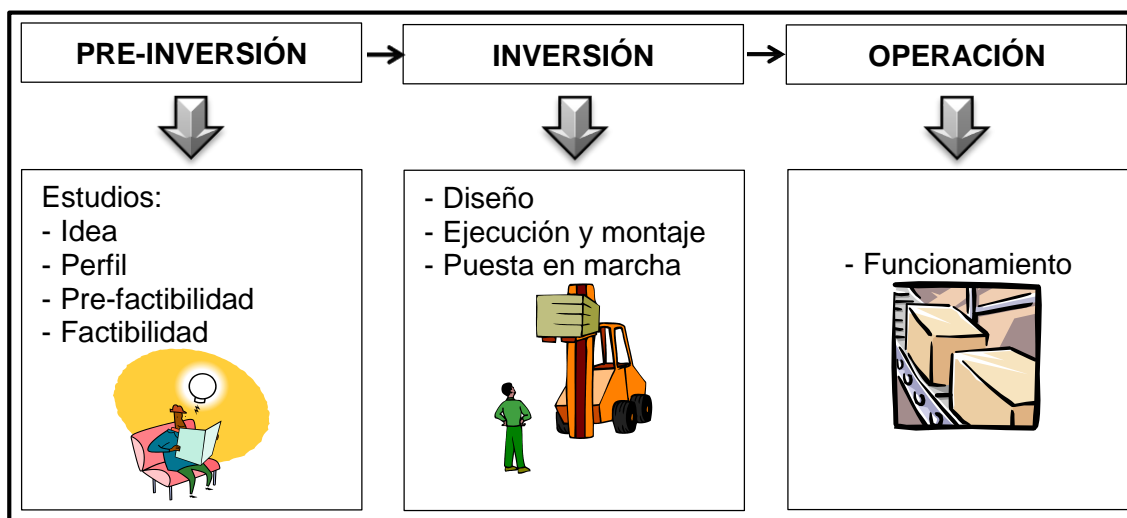 PRE-INVERSIÓN
INVERSIÓN
OPERACIÓN
Estudios:
- Idea
- Perfil
- Pre-factibilidad
- Factibilidad
- Diseño
- Ejecución y montaje
- Puesta en marcha
- Funcionamiento